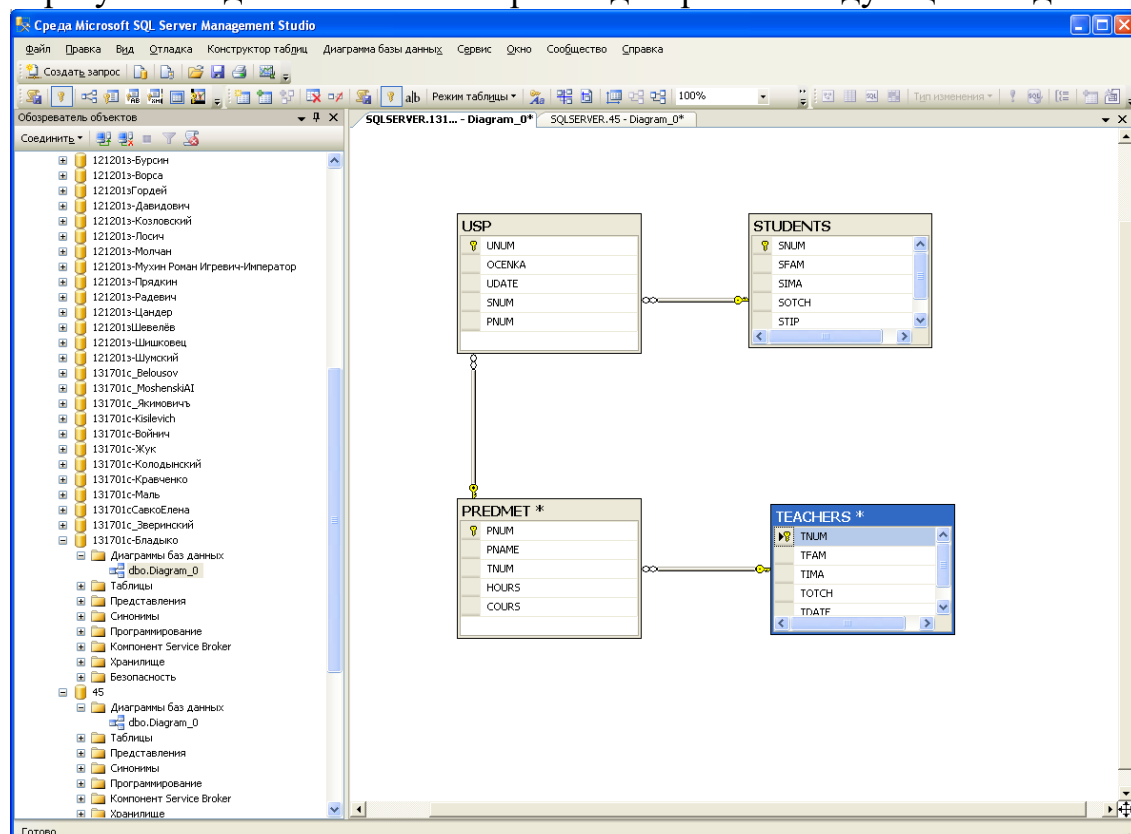 Среда Microsoft SQL Server Management Studio
Файл Правка Вид Отладка Конструктор таблиц Диаграмма базы данных Сервис Окно Сообщество Справка
Создать запрос
Режим таблицы 100% Тип изменения
Обозреватель объектов
SQLSERVER.131... - Diagram_0* SQLSERVER.45 - Diagram_0*
Соединить
121201з-Бурсин
121201з-Ворса
121201зГордей
121201з-Давидович
121201з-Козловский
121201з-Лосич
121201з-Молчан
121201з-Мухин Роман Игревич-Император
121201з-Прядкин
121201з-Радевич
121201з-Цандер
121201зШевелёв
121201з-Шишковец
121201з-Шумский
131701c_Belousov
131701c_MoshenskiAI
131701c_Якимовичъ
131701c-Kisilevich
131701c-Войнич
131701c-Жук
131701c-Колодынский
131701c-Кравченко
131701c-Маль
131701cСавкоЕлена
131701c_Зверинский
131701c-Бладыко
Диаграммы баз данных
dbo.Diagram_0
Таблицы
Представления
Синонимы
Программирование
Компонент Service Broker
Хранилище
Безопасность
45
Диаграммы баз данных
dbo.Diagram_0
Таблицы
Представления
Синонимы
Программирование
Компонент Service Broker
Хранилище
USP
UNUM
OCENKA
UDATE
SNUM
PNUM
STUDENTS
SNUM
SFAM
SIMA
SOTCH
STIP
PREDMET *
PNUM
PNAME
TNUM
HOURS
COURS
TEACHERS *
TNUM
TFAM
TIMA
TOTCH
TDATE
Готово